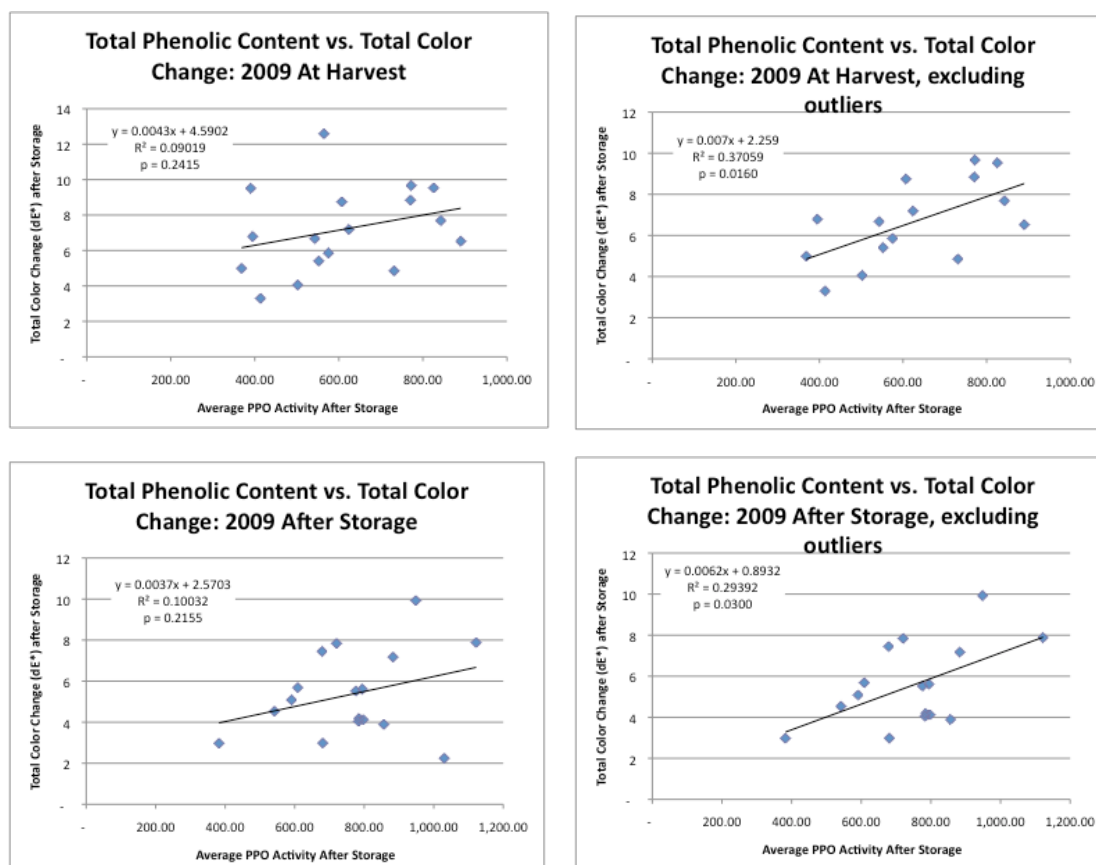 Total Phenolic Content vs. Total Color
Change: 2009 At Harvest
y = 0.0043x + 4.5902
R² = 0.09019
p = 0.2415
Total Color Change (dE*) after Storage
14
12
10
8
6
4
2
-
- 200.00 400.00 600.00 800.00 1,000.00
Average PPO Activity After Storage
Total Phenolic Content vs. Total Color
Change: 2009 At Harvest, excluding
outliers
y = 0.007x + 2.259
R² = 0.37059
p = 0.0160
Total Color Change (dE*) after Storage
12
10
8
6
4
2
-
- 200.00 400.00 600.00 800.00 1,000.00
Average PPO Activity After Storage
Total Phenolic Content vs. Total Color
Change: 2009 After Storage
y = 0.0037x + 2.5703
R² = 0.10032
p = 0.2155
Total Color Change (dE*) after Storage
12
10
8
6
4
2
-
- 200.00 400.00 600.00 800.00 1,000.00 1,200.00
Average PPO Activity After Storage
Total Phenolic Content vs. Total Color
Change: 2009 After Storage, excluding
outliers
y = 0.0062x + 0.8932
R² = 0.29392
p = 0.0300
Total Color Change (dE*) after Storage
12
10
8
6
4
2
-
- 200.00 400.00 600.00 800.00 1,000.00 1,200.00
Average PPO Activity After Storage